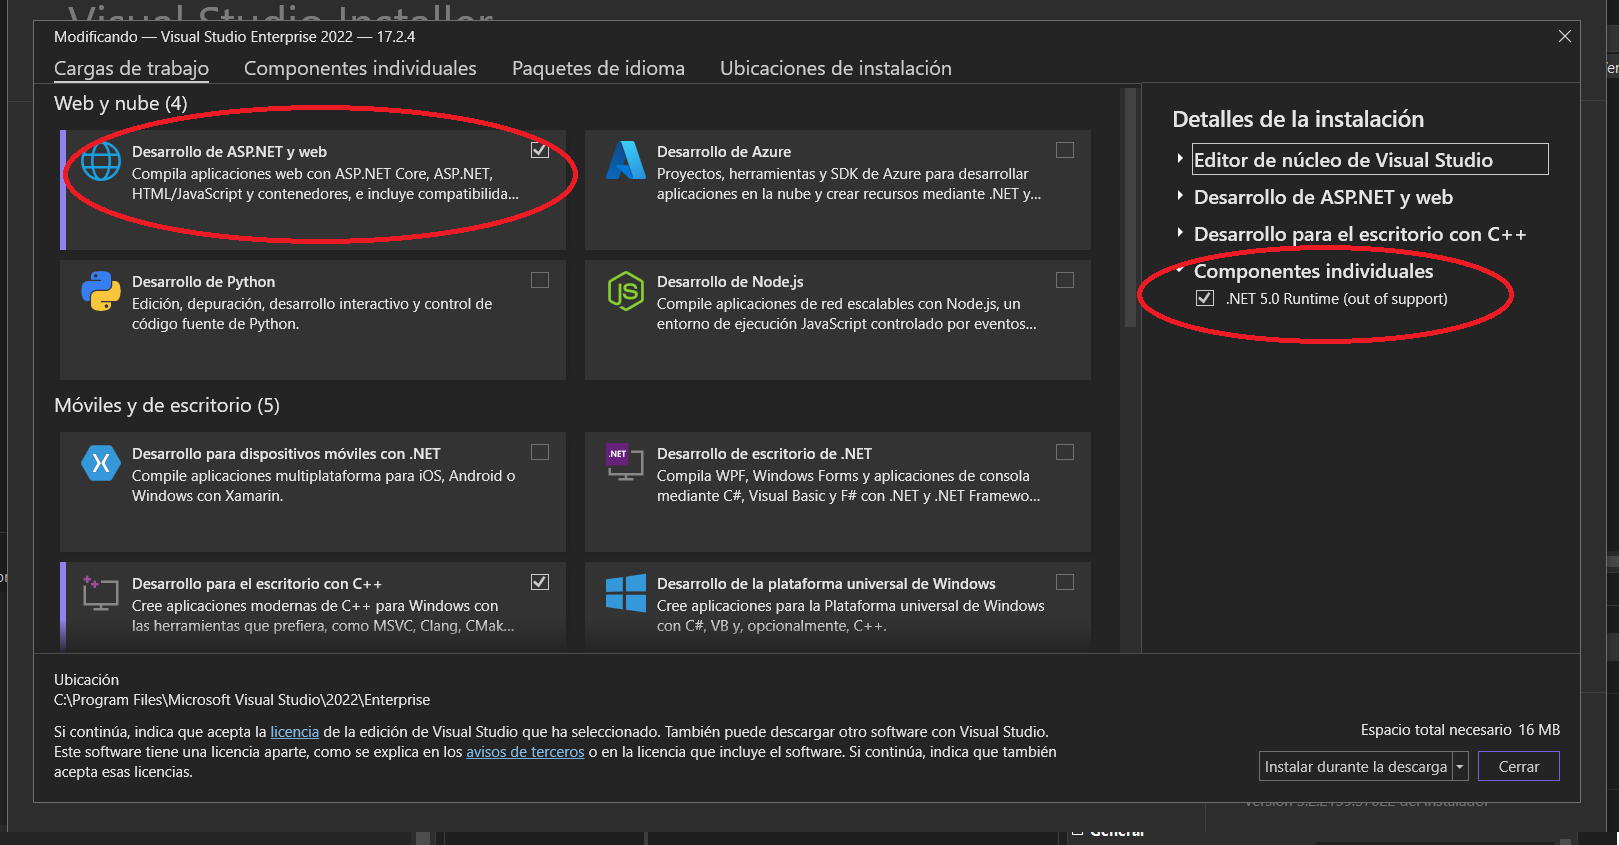 Visual Studio Installer
Modificando — Visual Studio Enterprise 2022 — 17.2.4
Cargas de trabajo
Componentes individuales
Paquetes de idioma
Ubicaciones de instalación
Web y nube (4)
Desarrollo de ASP.NET y web
Compila aplicaciones web con ASP.NET Core, ASP.NET,
HTML/JavaScript y contenedores, e incluye compatibilida...
Desarrollo de Azure
Proyectos, herramientas y SDK de Azure para desarrollar
aplicaciones en la nube y crear recursos mediante .NET y...
Desarrollo de Python
Edición, depuración, desarrollo interactivo y control de
código fuente de Python.
Desarrollo de Node.js
Compile aplicaciones de red escalables con Node.js, un
entorno de ejecución JavaScript controlado por eventos...
Móviles y de escritorio (5)
Desarrollo para dispositivos móviles con .NET
Compile aplicaciones multiplataforma para iOS, Android o
Windows con Xamarin.
.NET
Desarrollo de escritorio de .NET
Compila WPF, Windows Forms y aplicaciones de consola
mediante C#, Visual Basic y F# con .NET y .NET Framewo...
Desarrollo para el escritorio con C++
Cree aplicaciones modernas de C++ para Windows con
las herramientas que prefiera, como MSVC, Clang, CMak...
Desarrollo de la plataforma universal de Windows
Cree aplicaciones para la Plataforma universal de Windows
con C#, VB y, opcionalmente, C++.
Detalles de la instalación
Editor de núcleo de Visual Studio
Desarrollo de ASP.NET y web
Desarrollo para el escritorio con C++
Componentes individuales
.NET 5.0 Runtime (out of support)
Ubicación
C:\Program Files\Microsoft Visual Studio\2022\Enterprise
Si continúa, indica que acepta la licencia de la edición de Visual Studio que ha seleccionado. También puede descargar otro software con Visual Studio.
Este software tiene una licencia aparte, como se explica en los avisos de terceros o en la licencia que incluye el software. Si continúa, indica que también
acepta esas licencias.
Espacio total necesario 16 MB
Instalar durante la descarga
Cerrar
General